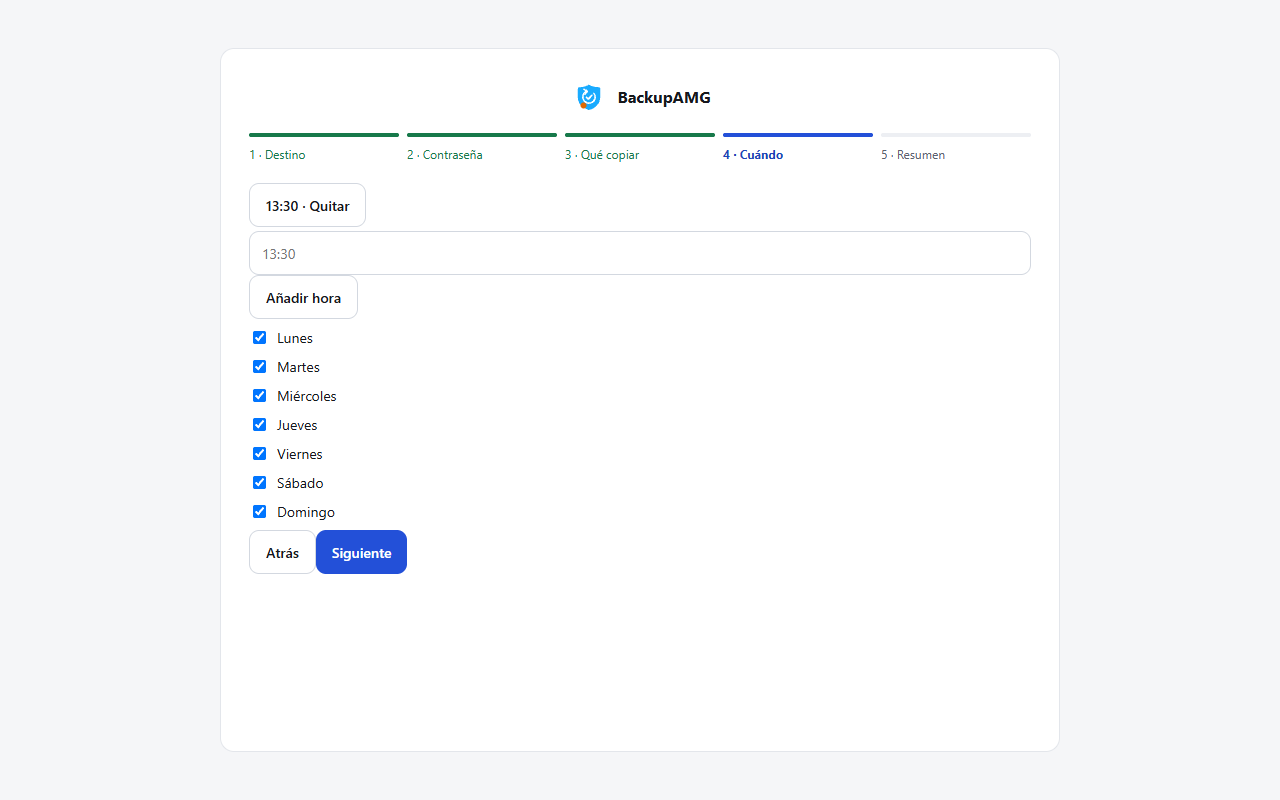 BackupAMG
1 · Destino
2 · Contraseña
3 · Qué copiar
4 · Cuándo
5 · Resumen
13:30 · Quitar
13:30
Añadir hora
Lunes
Martes
Miércoles
Jueves
Viernes
Sábado
Domingo
Atrás
Siguiente